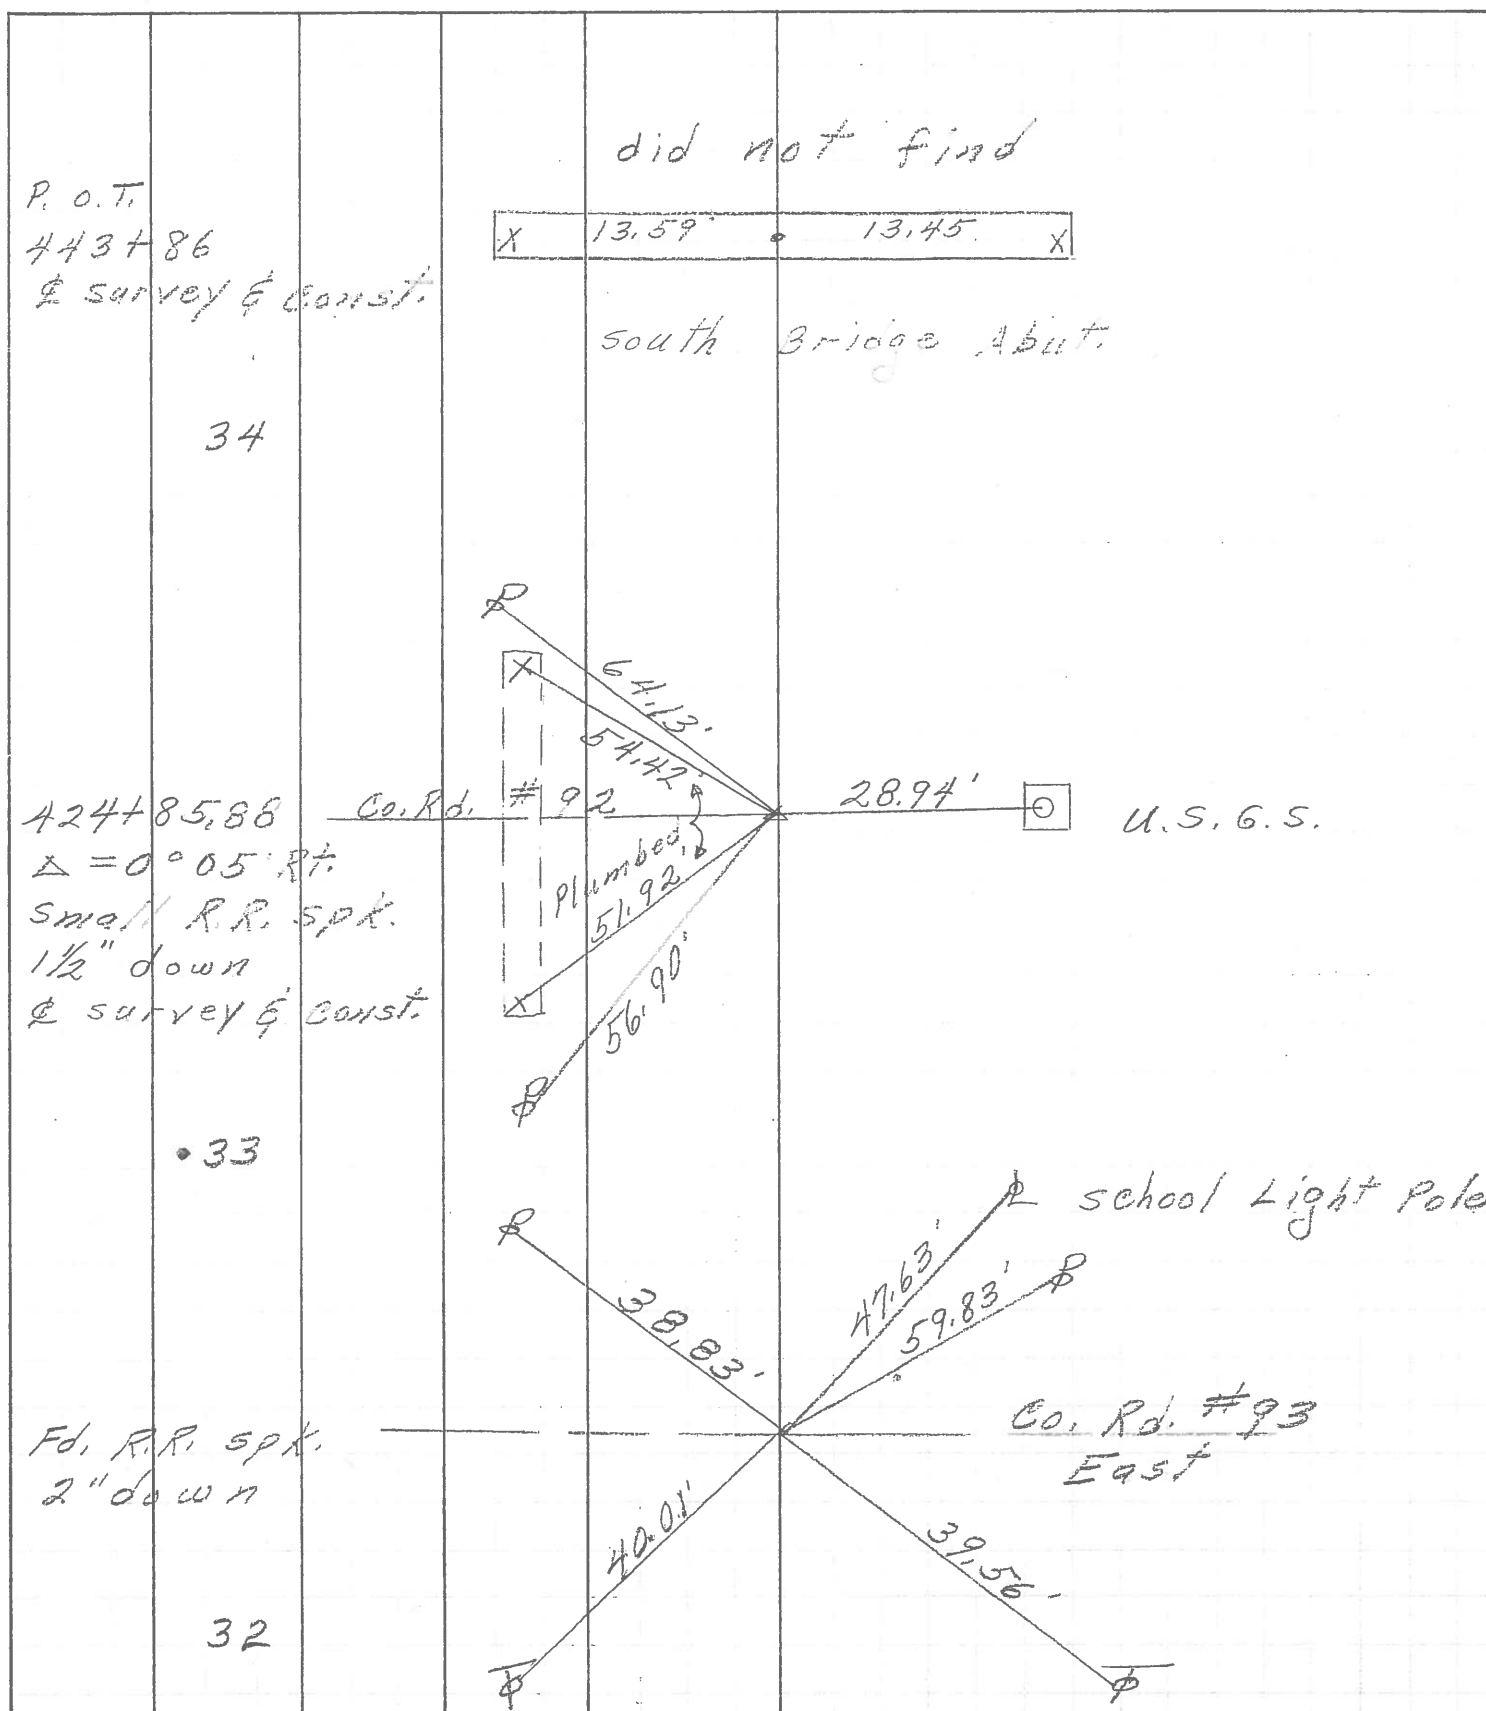 did not find
P.O.T.
443+86
℄ survey & const.
X 13.59' 13.45 X
South Bridge Abut.
34
P
X
64.13'
54.42'
424+85.88
Co. Rd. # 92
28.94'
U.S.G.S.
△ = 0°05' Rt.
Small R.R. spk.
1½" down
℄ survey & const.
Plumbed
51.92'
X
56.90'
P
33
P
38.83'
47.63'
School Light Pole
59.83'
P
Fd. R.R. spk.
2" down
Co. Rd. #93
East
40.01'
39.56'
32